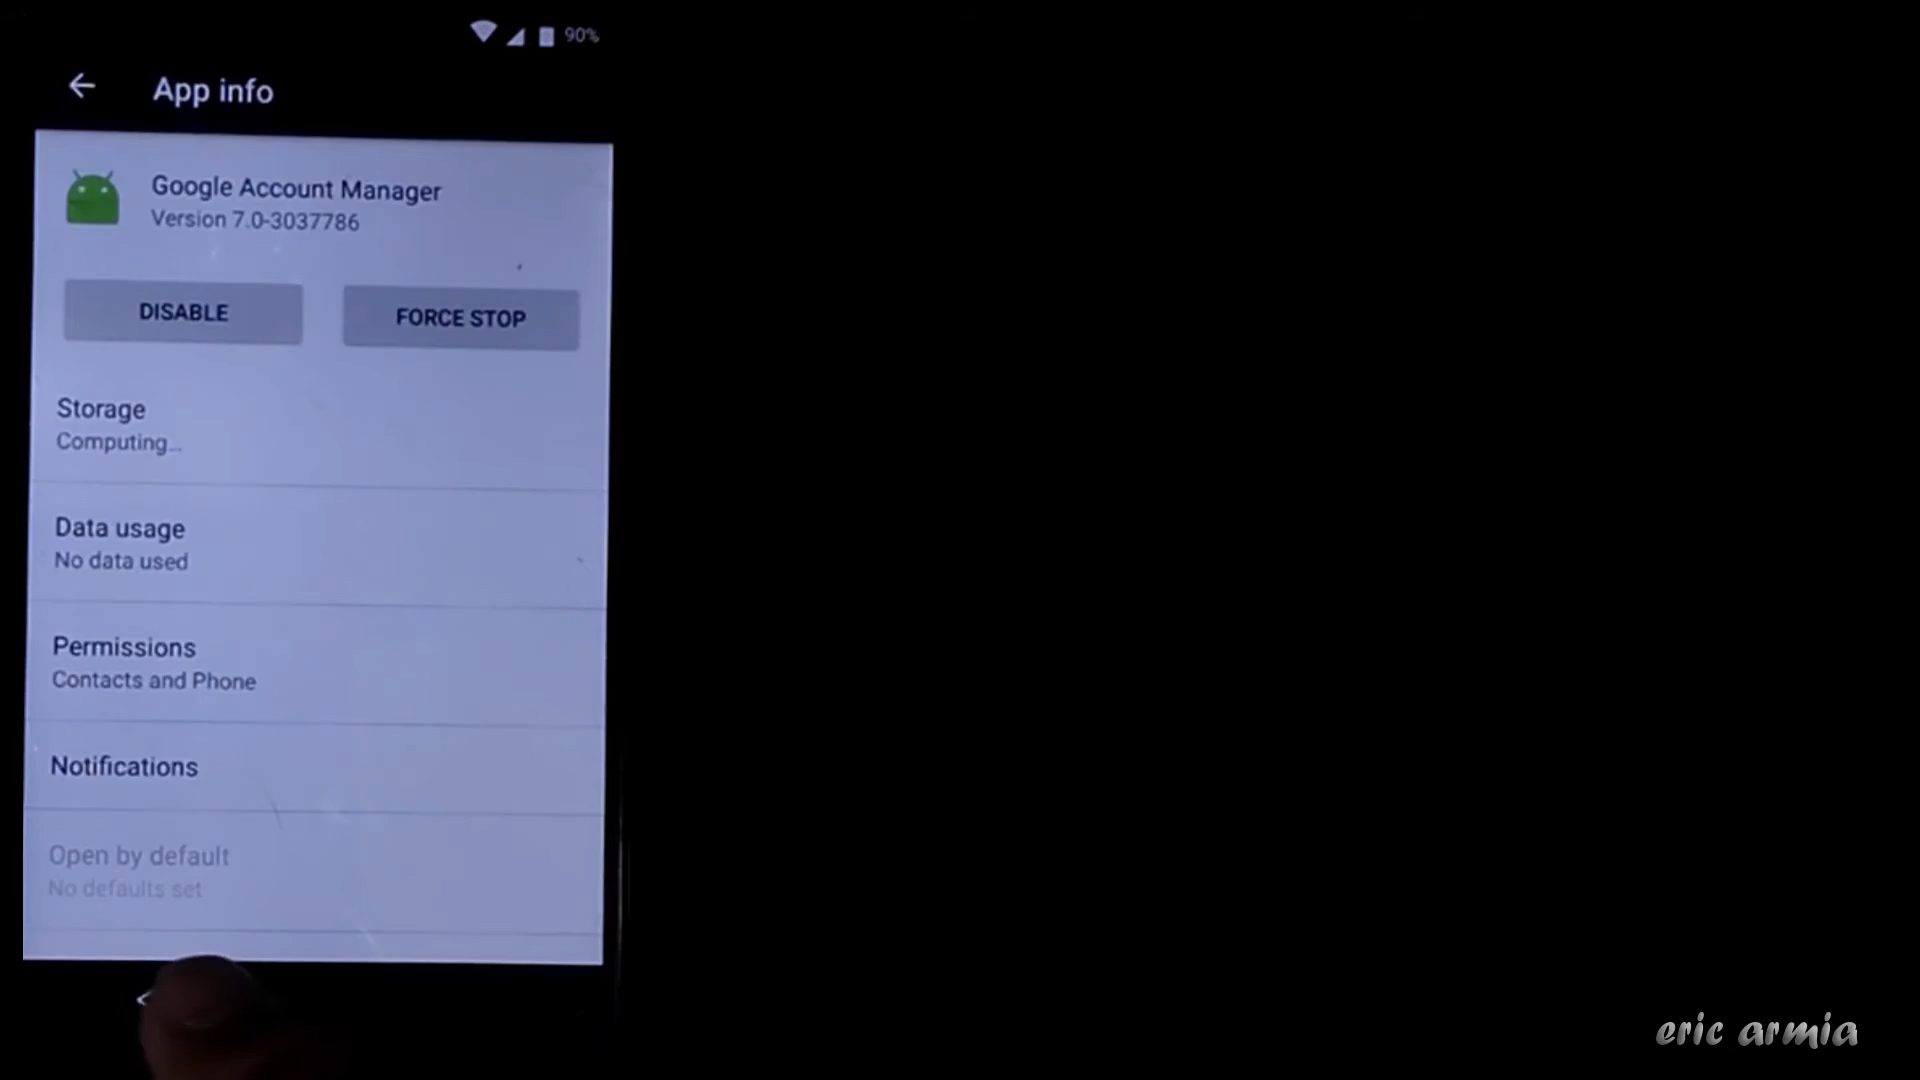 90%
App info
Google Account Manager
Version 7.0-3037786
DISABLE
FORCE STOP
Storage
Computing...
Data usage
No data used
Permissions
Contacts and Phone
Notifications
Open by default
No defaults set
eric armia